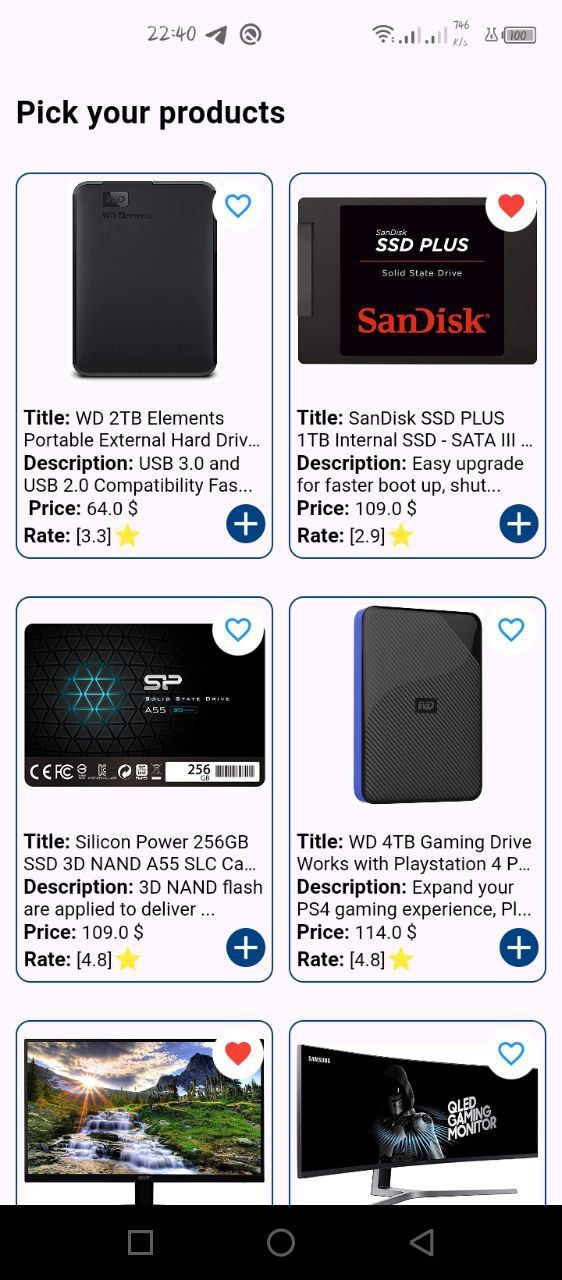 22:40
746
K/s
100
Pick your products
WD
WD Elements
SanDisk
SSD PLUS
Solid State Drive
SanDisk
Title: WD 2TB Elements
Portable External Hard Driv...
Description: USB 3.0 and
USB 2.0 Compatibility Fas...
Price: 64.0 $
Rate: [3.3]
Title: SanDisk SSD PLUS
1TB Internal SSD - SATA III ...
Description: Easy upgrade
for faster boot up, shut...
Price: 109.0 $
Rate: [2.9]
SP
SOLID STATE DRIVE
A55
256
GB
WD
Title: Silicon Power 256GB
SSD 3D NAND A55 SLC Ca...
Description: 3D NAND flash
are applied to deliver ...
Price: 109.0 $
Rate: [4.8]
Title: WD 4TB Gaming Drive
Works with Playstation 4 P...
Description: Expand your
PS4 gaming experience, Pl...
Price: 114.0 $
Rate: [4.8]
acer
SAMSUNG
QLED
GAMING
MONITOR